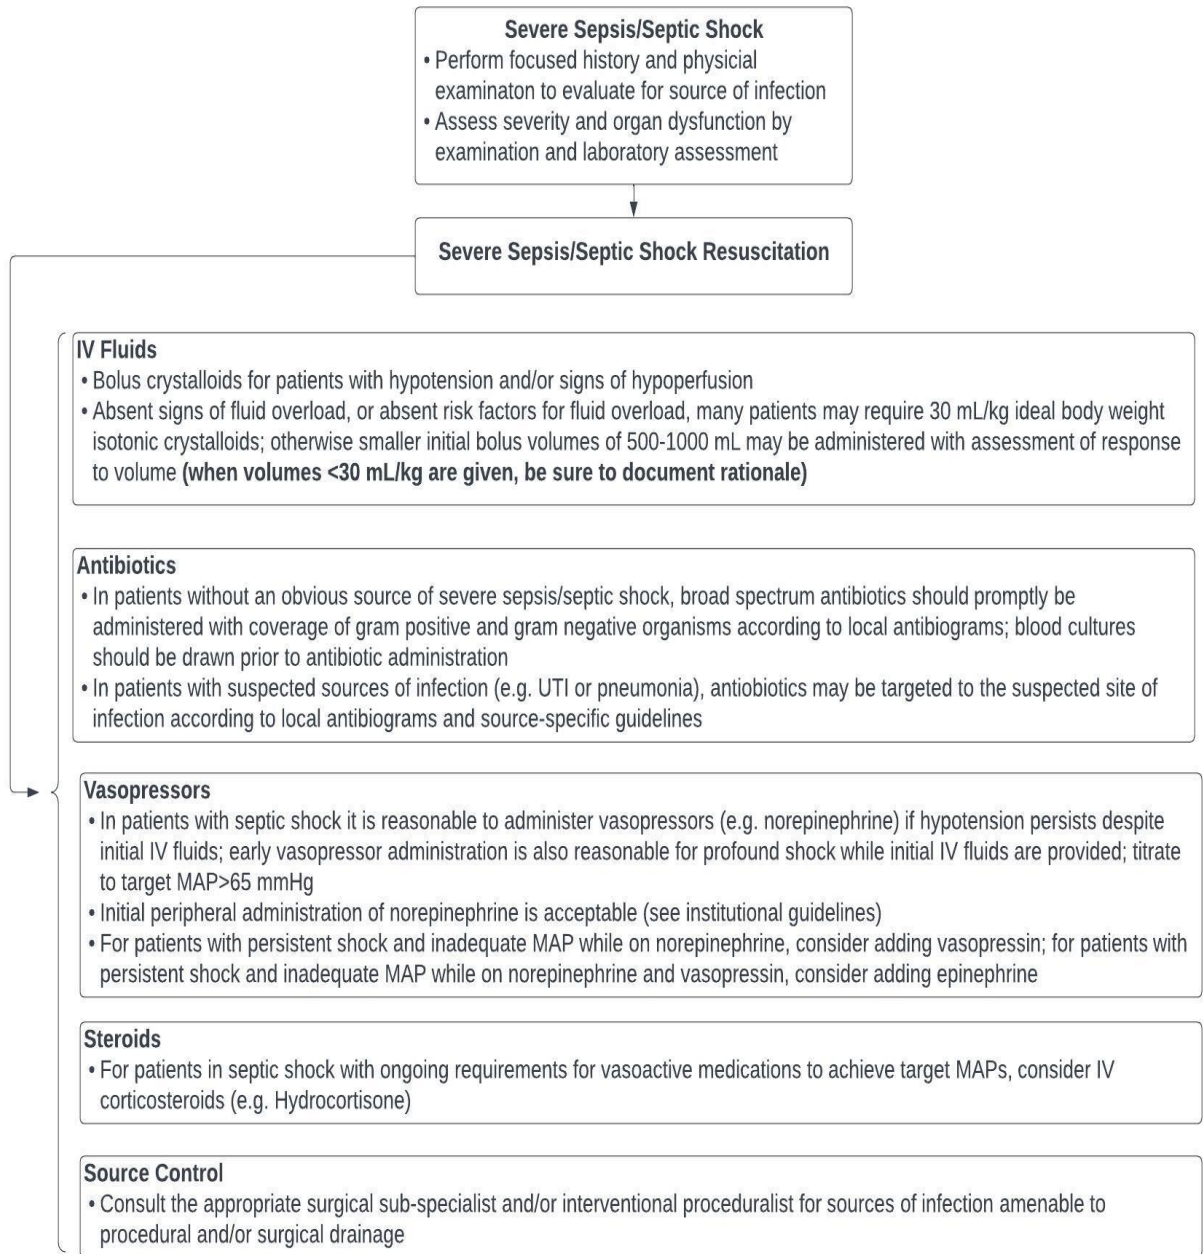 Severe Sepsis/Septic Shock
• Perform focused history and physicial
examinaton to evaluate for source of infection
• Assess severity and organ dysfunction by
examination and laboratory assessment
Severe Sepsis/Septic Shock Resuscitation
IV Fluids
• Bolus crystalloids for patients with hypotension and/or signs of hypoperfusion
• Absent signs of fluid overload, or absent risk factors for fluid overload, many patients may require 30 mL/kg ideal body weight
isotonic crystalloids; otherwise smaller initial bolus volumes of 500-1000 mL may be administered with assessment of response
to volume (when volumes <30 mL/kg are given, be sure to document rationale)
Antibiotics
• In patients without an obvious source of severe sepsis/septic shock, broad spectrum antibiotics should promptly be
administered with coverage of gram positive and gram negative organisms according to local antibiograms; blood cultures
should be drawn prior to antibiotic administration
• In patients with suspected sources of infection (e.g. UTI or pneumonia), antiobiotics may be targeted to the suspected site of
infection according to local antibiograms and source-specific guidelines
Vasopressors
• In patients with septic shock it is reasonable to administer vasopressors (e.g. norepinephrine) if hypotension persists despite
initial IV fluids; early vasopressor administration is also reasonable for profound shock while initial IV fluids are provided; titrate
to target MAP>65 mmHg
• Initial peripheral administration of norepinephrine is acceptable (see institutional guidelines)
• For patients with persistent shock and inadequate MAP while on norepinephrine, consider adding vasopressin; for patients with
persistent shock and inadequate MAP while on norepinephrine and vasopressin, consider adding epinephrine
Steroids
• For patients in septic shock with ongoing requirements for vasoactive medications to achieve target MAPs, consider IV
corticosteroids (e.g. Hydrocortisone)
Source Control
• Consult the appropriate surgical sub-specialist and/or interventional proceduralist for sources of infection amenable to
procedural and/or surgical drainage